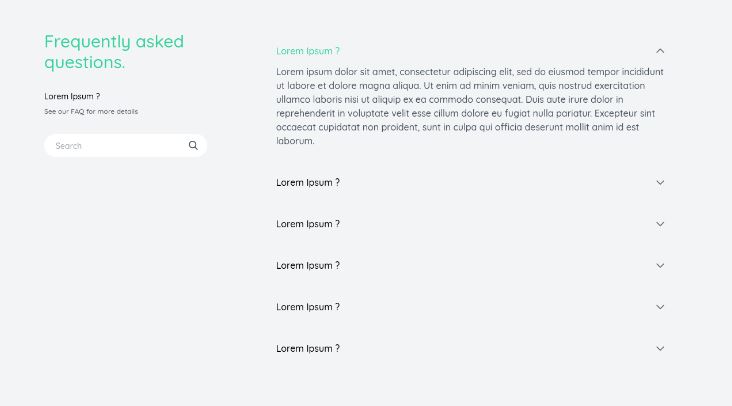 Frequently asked
questions.
Lorem Ipsum ?
See our FAQ for more details
Search
Lorem Ipsum ?
Lorem ipsum dolor sit amet, consectetur adipiscing elit, sed do eiusmod tempor incididunt
ut labore et dolore magna aliqua. Ut enim ad minim veniam, quis nostrud exercitation
ullamco laboris nisi ut aliquip ex ea commodo consequat. Duis aute irure dolor in
reprehenderit in voluptate velit esse cillum dolore eu fugiat nulla pariatur. Excepteur sint
occaecat cupidatat non proident, sunt in culpa qui officia deserunt mollit anim id est
laborum.
Lorem Ipsum ?
Lorem Ipsum ?
Lorem Ipsum ?
Lorem Ipsum ?
Lorem Ipsum ?